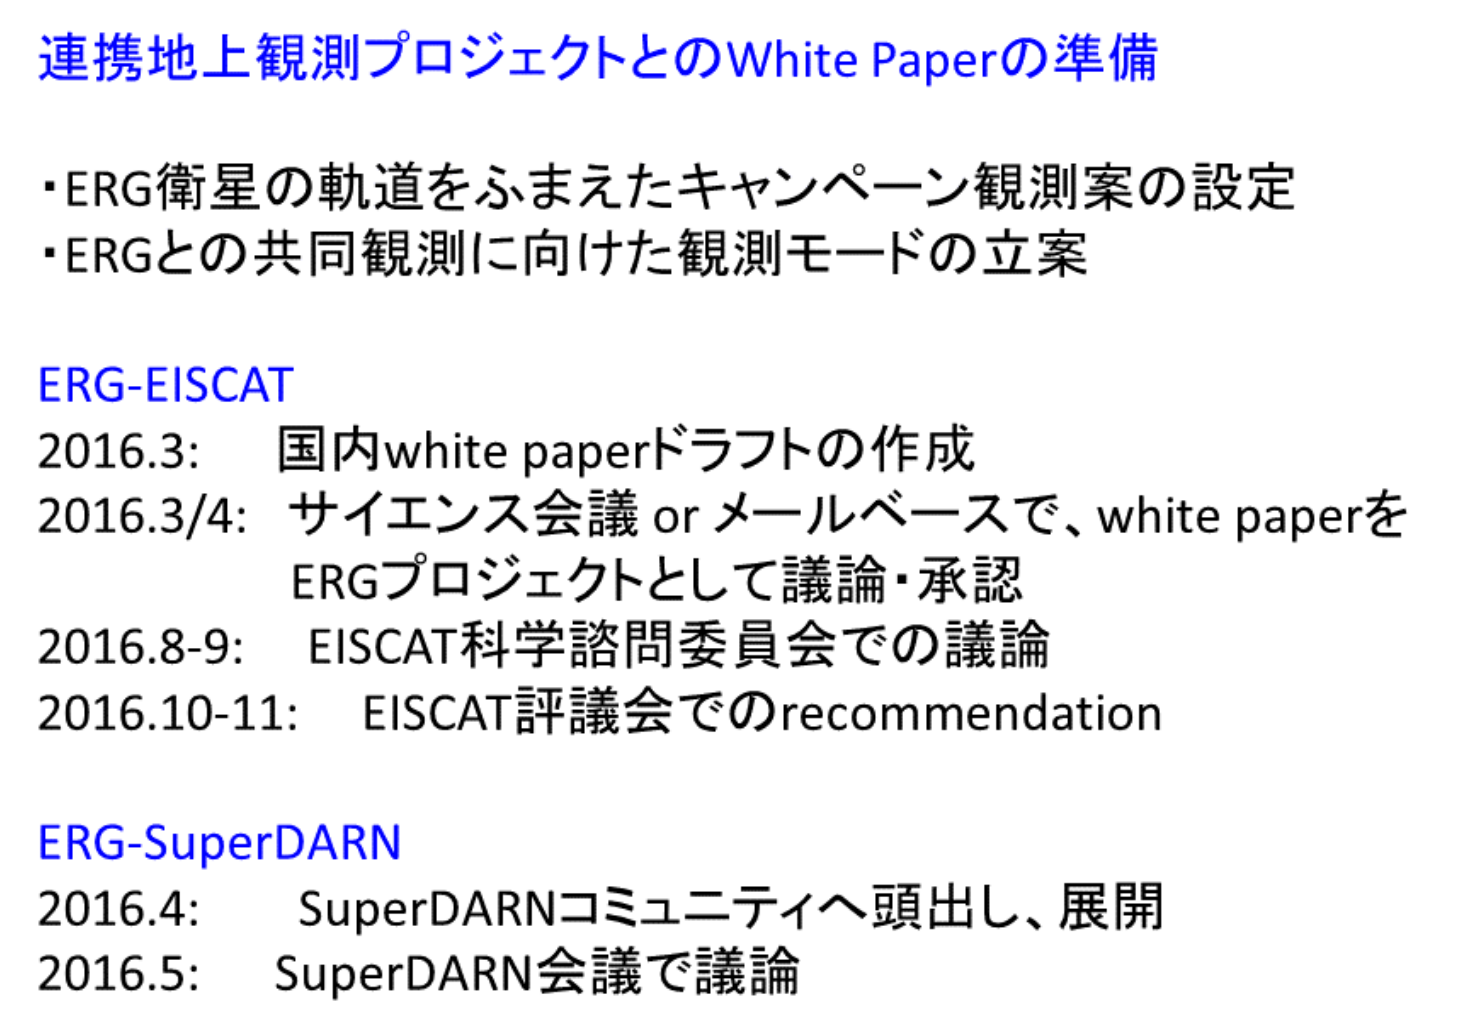 連携地上観測プロジェクトとのWhite Paperの準備
・ERG衛星の軌道をふまえたキャンペーン観測案の設定
・ERGとの共同観測に向けた観測モードの立案
ERG-EISCAT
2016.3: 国内white paperドラフトの作成
2016.3/4: サイエンス会議 or メールベースで、white paperを
ERGプロジェクトとして議論・承認
2016.8-9: EISCAT科学諮問委員会での議論
2016.10-11: EISCAT評議会でのrecommendation
ERG-SuperDARN
2016.4: SuperDARNコミュニティへ頭出し、展開
2016.5: SuperDARN会議で議論